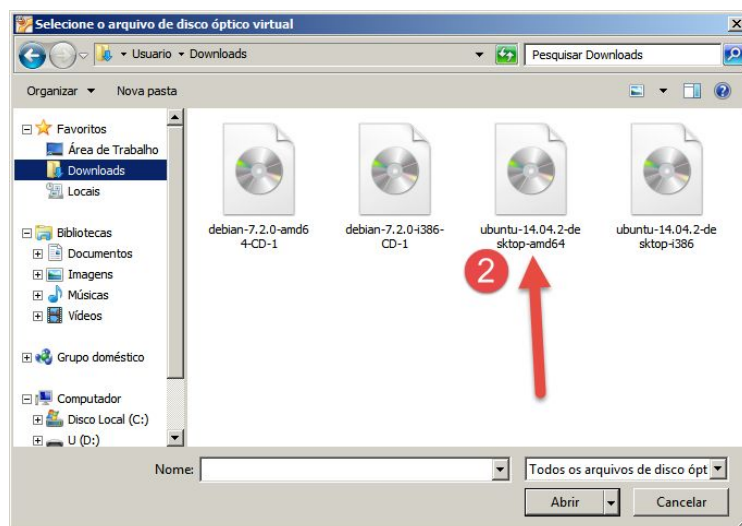 Selecione o arquivo de disco óptico virtual
Usuario Downloads
Pesquisar Downloads
Organizar Nova pasta
Favoritos
Área de Trabalho
Downloads
Locais
Bibliotecas
Documentos
Imagens
Músicas
Vídeos
Grupo doméstico
Computador
Disco Local (C:)
U (D:)
debian-7.2.0-amd6
4-CD-1
debian-7.2.0-i386-
CD-1
ubuntu-14.04.2-de
sktop-amd64
ubuntu-14.04.2-de
sktop-i386
2
Nome:
Todos os arquivos de disco ópt
Abrir
Cancelar